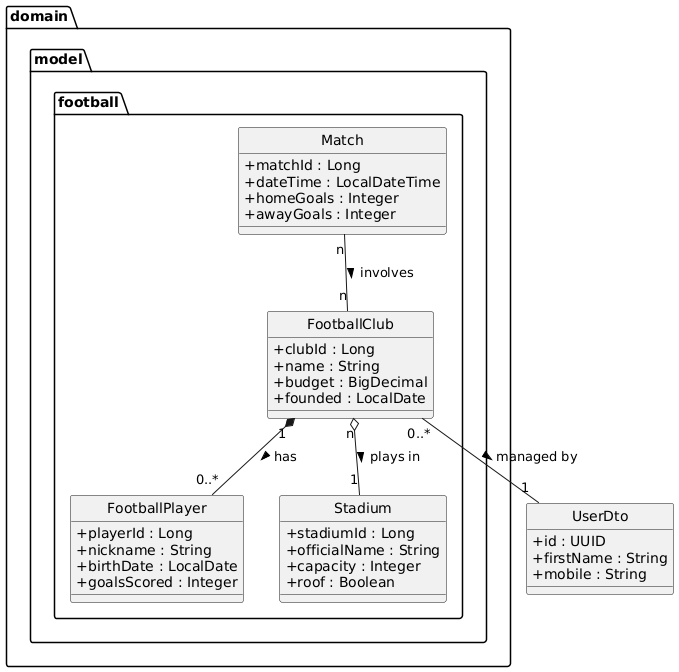 domain
model
football
Match
+matchId : Long
+dateTime : LocalDateTime
+homeGoals : Integer
+awayGoals : Integer
n
involves
n
FootballClub
+clubId : Long
+name : String
+budget : BigDecimal
+founded : LocalDate
1
n
0..*
has
plays in
managed by
0..*
1
1
FootballPlayer
+playerId : Long
+nickname : String
+birthDate : LocalDate
+goalsScored : Integer
Stadium
+stadiumId : Long
+officialName : String
+capacity : Integer
+roof : Boolean
UserDto
+id : UUID
+firstName : String
+mobile : String